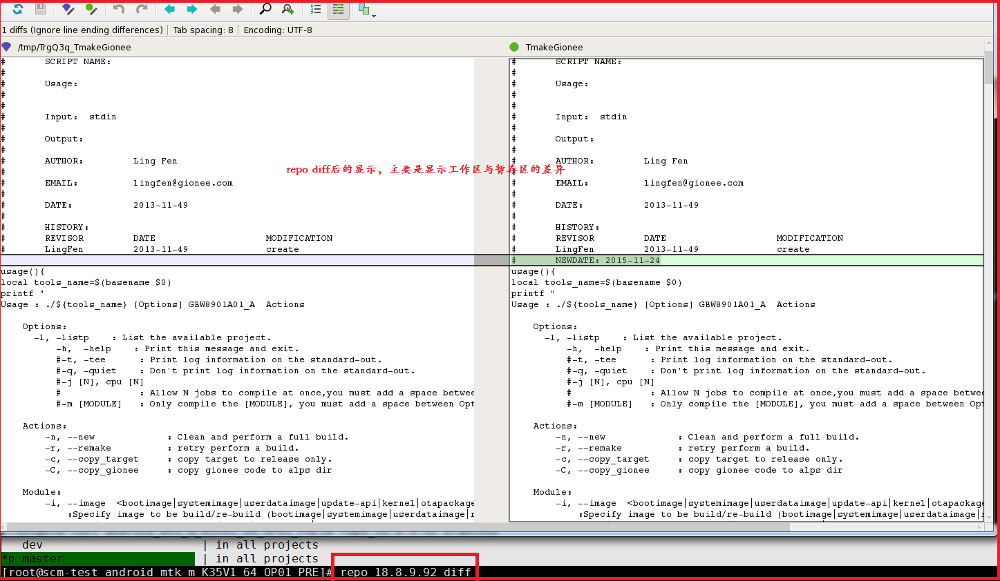 1 diffs (Ignore line ending differences) Tab spacing: 8 Encoding: UTF-8
/tmp/TrgQ3q_TmakeGionee
# SCRIPT NAME:
#
# Usage:
#
#
# Input: stdin
#
# Output:
#
# AUTHOR: Ling Fen
#
# EMAIL: lingfen@gionee.com
#
# DATE: 2013-11-49
#
# HISTORY:
# REVISOR DATE MODIFICATION
# LingFen 2013-11-49 create
usage(){
local tools_name=$(basename $0)
printf "
Usage : ./${tools_name} [Options] GBW8901A01_A Actions
Options:
-l, -listp : List the available project.
-h, -help : Print this message and exit.
#-t, -tee : Print log information on the standard-out.
#-q, -quiet : Don't print log information on the standard-out.
#-j [N], cpu [N]
# : Allow N jobs to compile at once,you must add a space betwee
#-m [MODULE] : Only compile the [MODULE], you must add a space between Opt
Actions:
-n, --new : Clean and perform a full build.
-r, --remake : retry perform a build.
-c, --copy_target : copy target to release only.
-C, --copy_gionee : copy gionee code to alps dir
Module:
-i, --image <bootimage|systemimage|userdataimage|update-api|kernel|otapackage
:Specify image to be build/re-build (bootimage|systemimage|userdataimage|r
TmakeGionee
# SCRIPT NAME:
#
# Usage:
#
#
# Input: stdin
#
# Output:
#
# AUTHOR: Ling Fen
#
# EMAIL: lingfen@gionee.com
#
# DATE: 2013-11-49
#
# HISTORY:
# REVISOR DATE MODIFICATION
# LingFen 2013-11-49 create
# NEWDATE: 2015-11-24
usage(){
local tools_name=$(basename $0)
printf "
Usage : ./${tools_name} [Options] GBW8901A01_A Actions
Options:
-l, -listp : List the available project.
-h, -help : Print this message and exit.
#-t, -tee : Print log information on the standard-out.
#-q, -quiet : Don't print log information on the standard-out.
#-j [N], cpu [N]
# : Allow N jobs to compile at once,you must add a space betwee
#-m [MODULE] : Only compile the [MODULE], you must add a space between Opt
Actions:
-n, --new : Clean and perform a full build.
-r, --remake : retry perform a build.
-c, --copy_target : copy target to release only.
-C, --copy_gionee : copy gionee code to alps dir
Module:
-i, --image <bootimage|systemimage|userdataimage|update-api|kernel|otapackage
:Specify image to be build/re-build (bootimage|systemimage|userdataimage|r
repo diff后的显示，主要是显示工作区与暂存区的差异
dev | in all projects
*p master | in all projects
[root@scm-test android_mtk_m_K35V1_64_OP01_PRE]# repo_18.8.9.92 diff